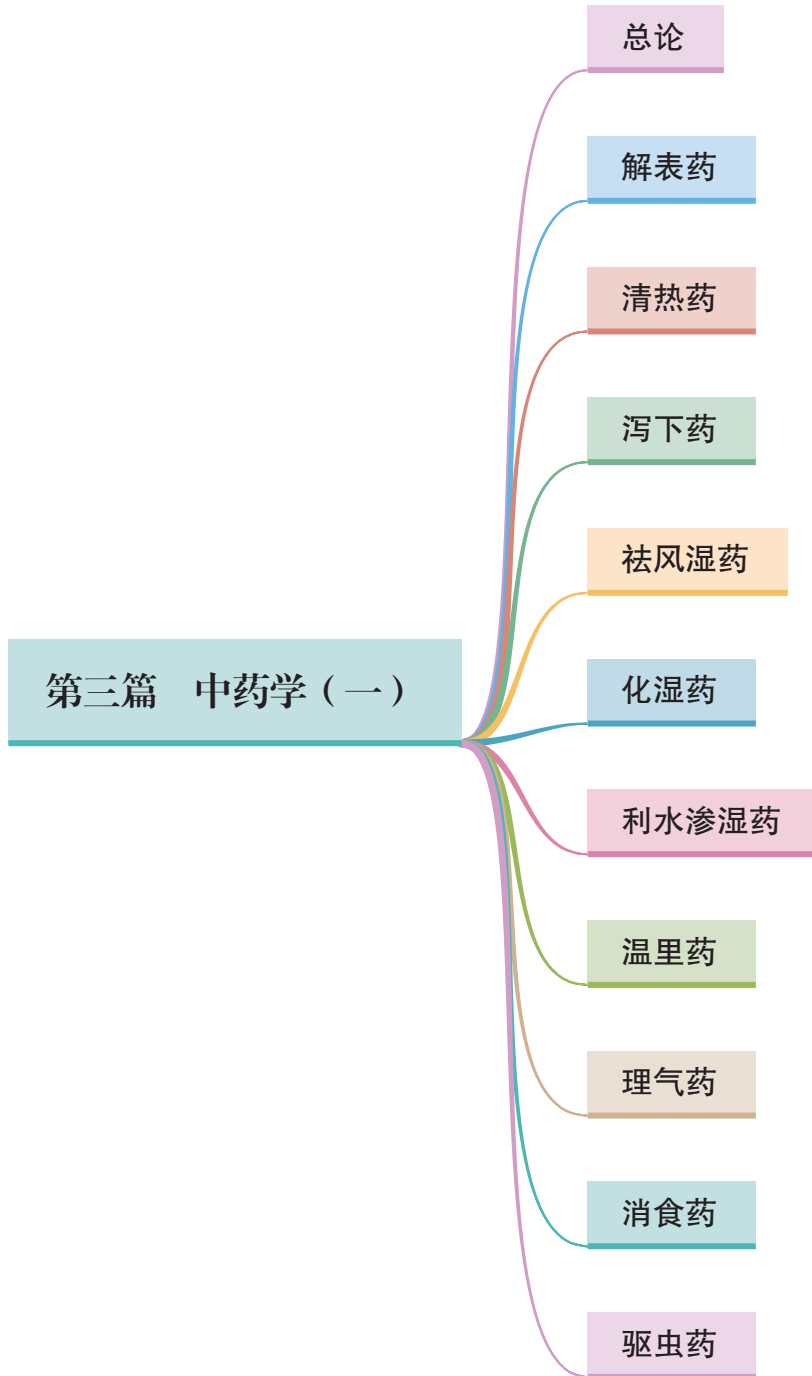 总论
解表药
清热药
泻下药
祛风湿药
第三篇 中药学（一）
化湿药
利水渗湿药
温里药
理气药
消食药
驱虫药